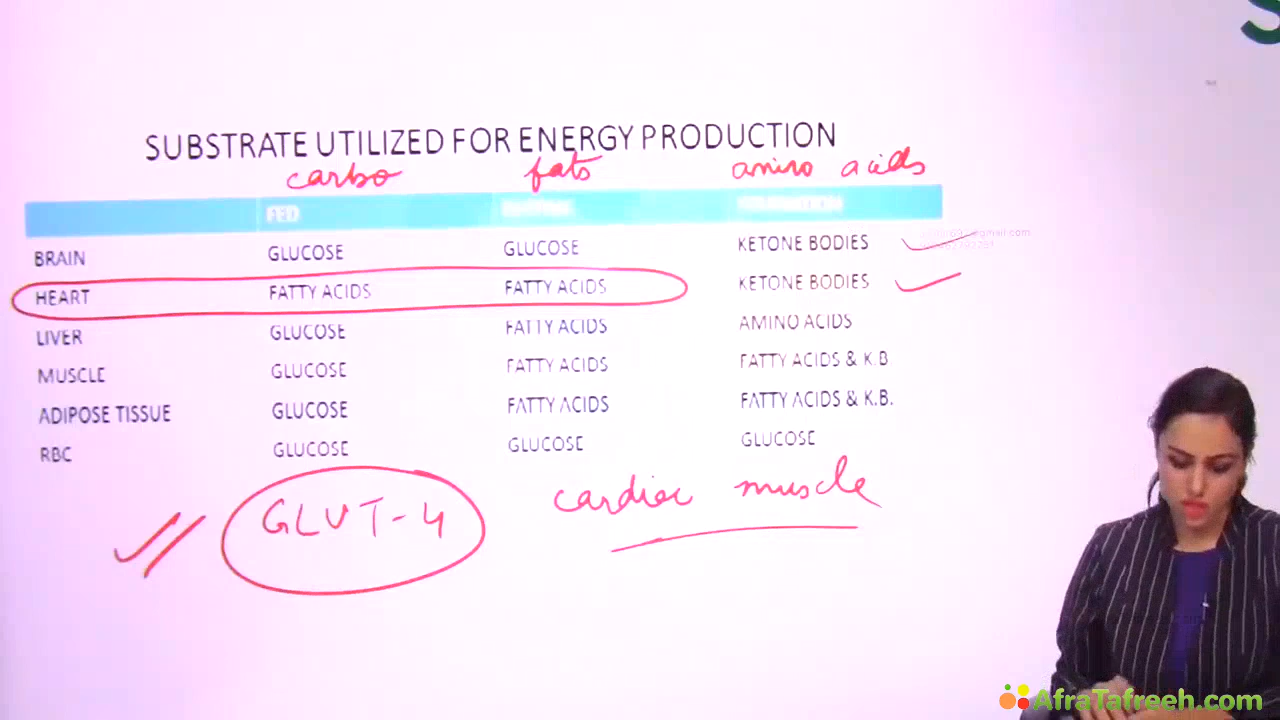 SUBSTRATE UTILIZED FOR ENERGY PRODUCTION
carbo fats amino acids
FED
BRAIN GLUCOSE GLUCOSE KETONE BODIES
HEART FATTY ACIDS FATTY ACIDS KETONE BODIES
LIVER GLUCOSE FATTY ACIDS AMINO ACIDS
MUSCLE GLUCOSE FATTY ACIDS FATTY ACIDS & K.B
ADIPOSE TISSUE GLUCOSE FATTY ACIDS FATTY ACIDS & K.B.
RBC GLUCOSE GLUCOSE GLUCOSE
GLUT-4 cardiac muscle
AfraTafreeh.com